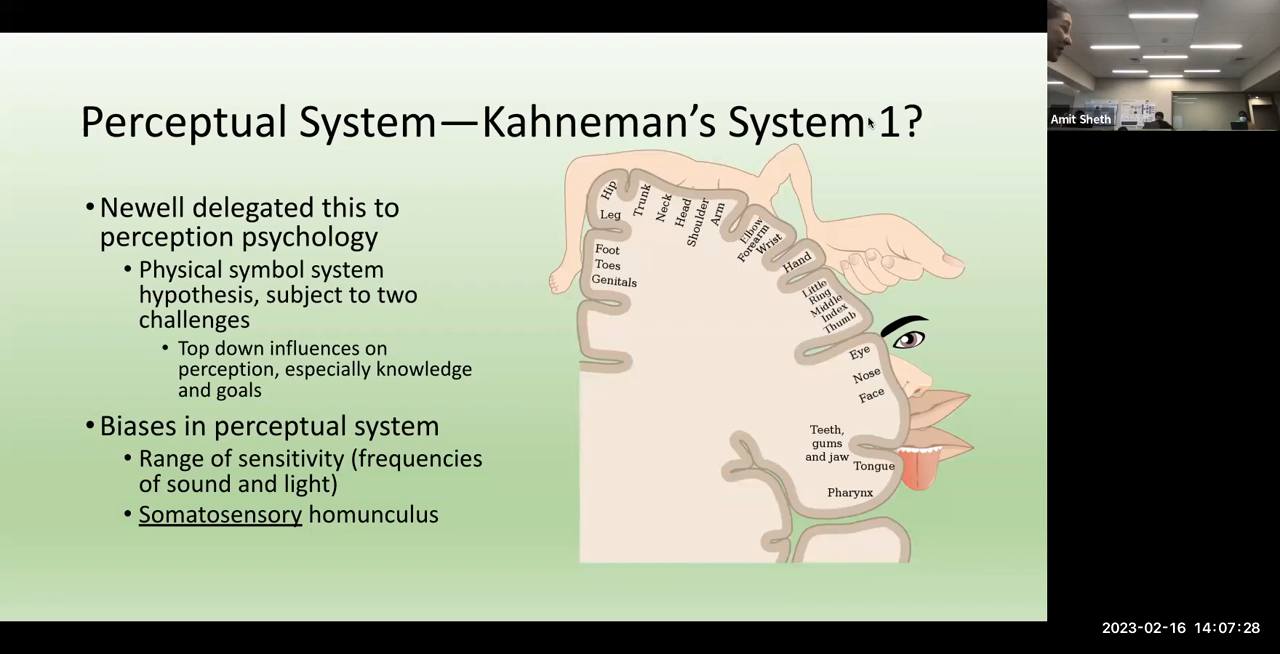 Perceptual System—Kahneman's System 1?
• Newell delegated this to
perception psychology
• Physical symbol system
hypothesis, subject to two
challenges
• Top down influences on
perception, especially knowledge
and goals
• Biases in perceptual system
• Range of sensitivity (frequencies
of sound and light)
• Somatosensory homunculus
Hip
Leg
Trunk
Neck
Head
Shoulder
Arm
Elbow
Forearm
Wrist
Hand
Little
Ring
Middle
Index
Thumb
Foot
Toes
Genitals
Eye
Nose
Face
Teeth,
gums
and jaw
Tongue
Pharynx
Amit Sheth
2023-02-16 14:07:28